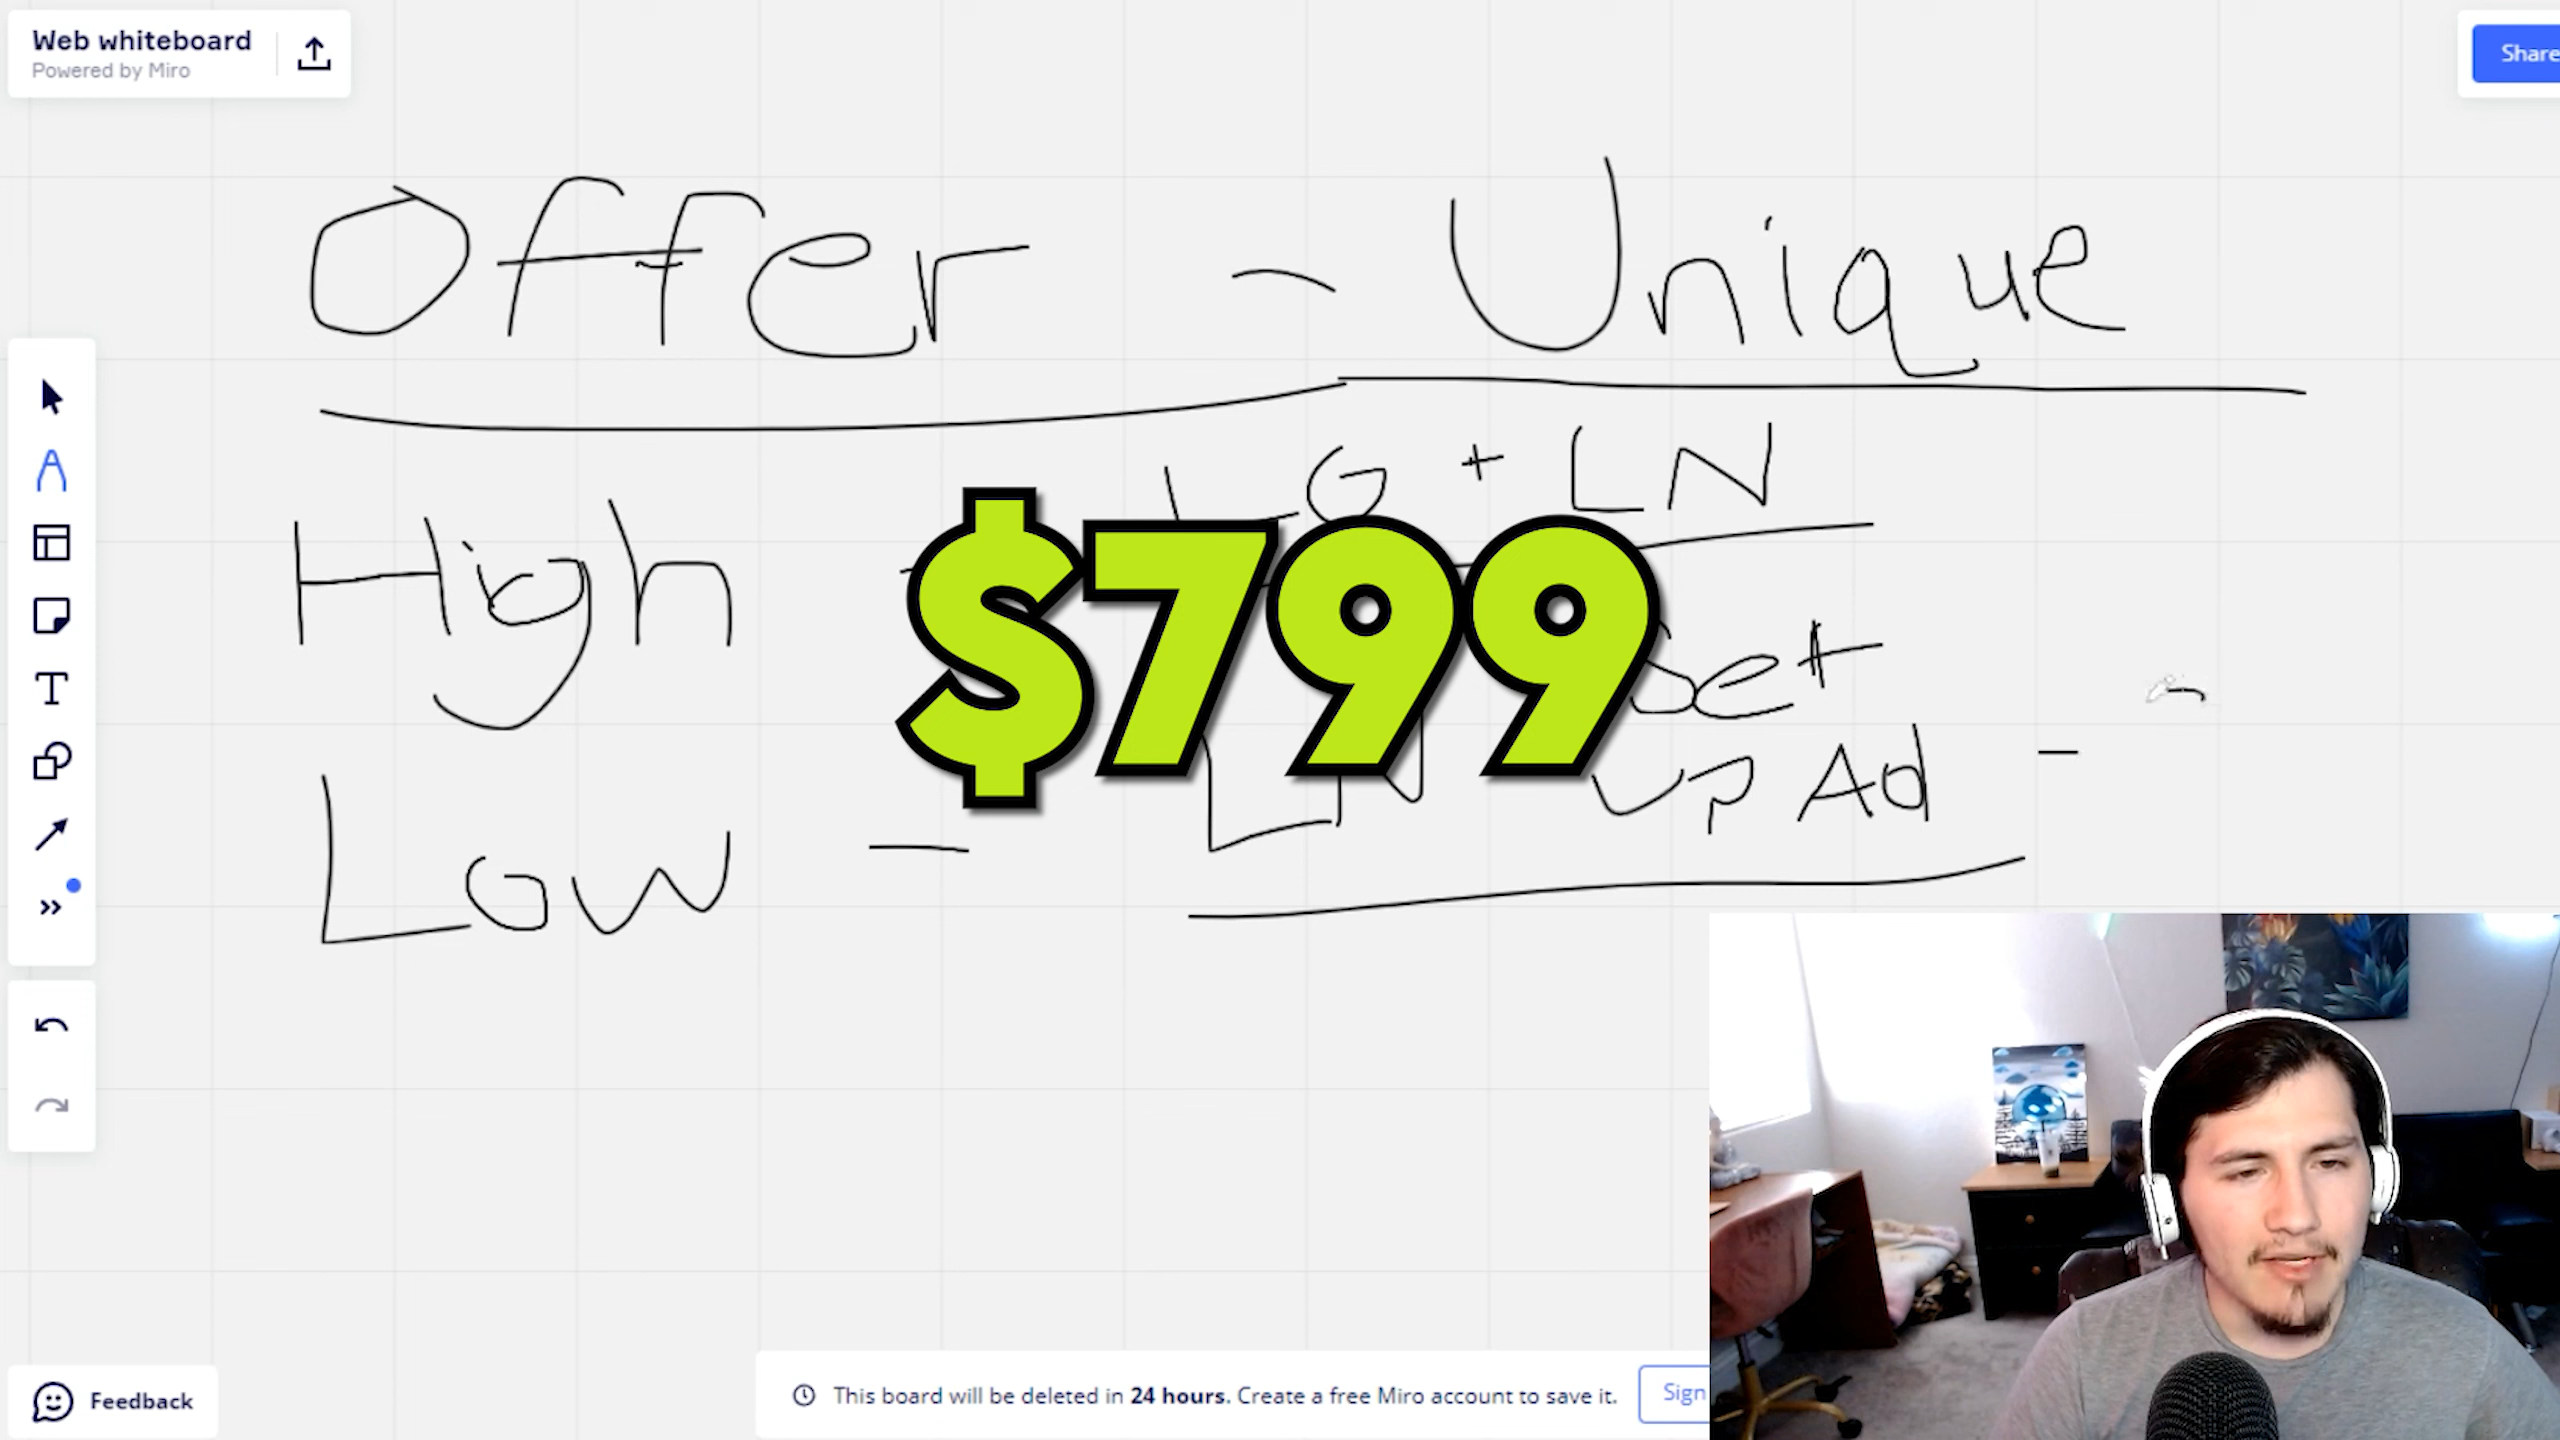 Web whiteboard
Powered by Miro
Share
Offer - Unique
LG + LN
High
$799
Set
Up Ad -
Low - LN
Feedback
This board will be deleted in 24 hours. Create a free Miro account to save it.
Sign